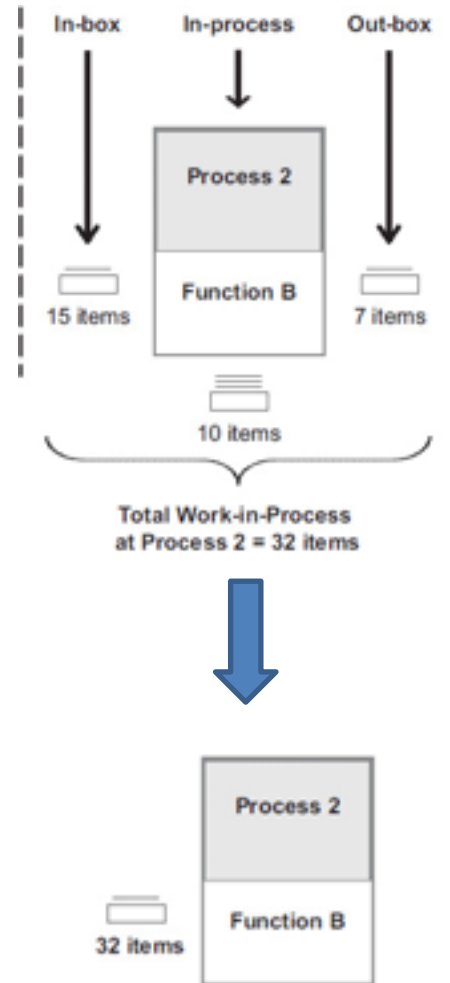 In-box In-process Out-box
Process 2
Function B
15 items
7 items
10 items
Total Work-in-Process
at Process 2 = 32 items
Process 2
Function B
32 items